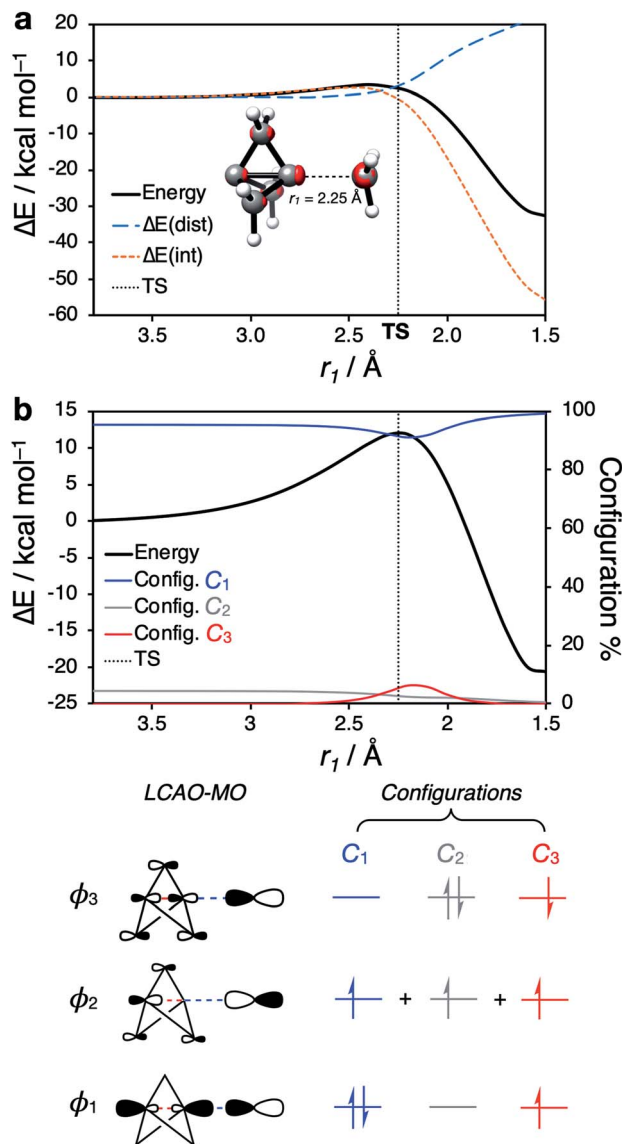 a
20
10
0
-10
-20
-30
-40
-50
-60
ΔE / kcal mol⁻¹
Energy
ΔE(dist)
ΔE(int)
TS
r₁ = 2.25 Å
3.5 3.0 2.5 TS 2.0 1.5
r₁ / Å
b
15
10
5
0
-5
-10
-15
-20
-25
ΔE / kcal mol⁻¹
Energy
Config. C₁
Config. C₂
Config. C₃
TS
100
80
60
40
20
0
Configuration %
3.5 3 2.5 2 1.5
r₁ / Å
LCAO-MO Configurations
C₁ C₂ C₃
ϕ₃
ϕ₂ + +
ϕ₁